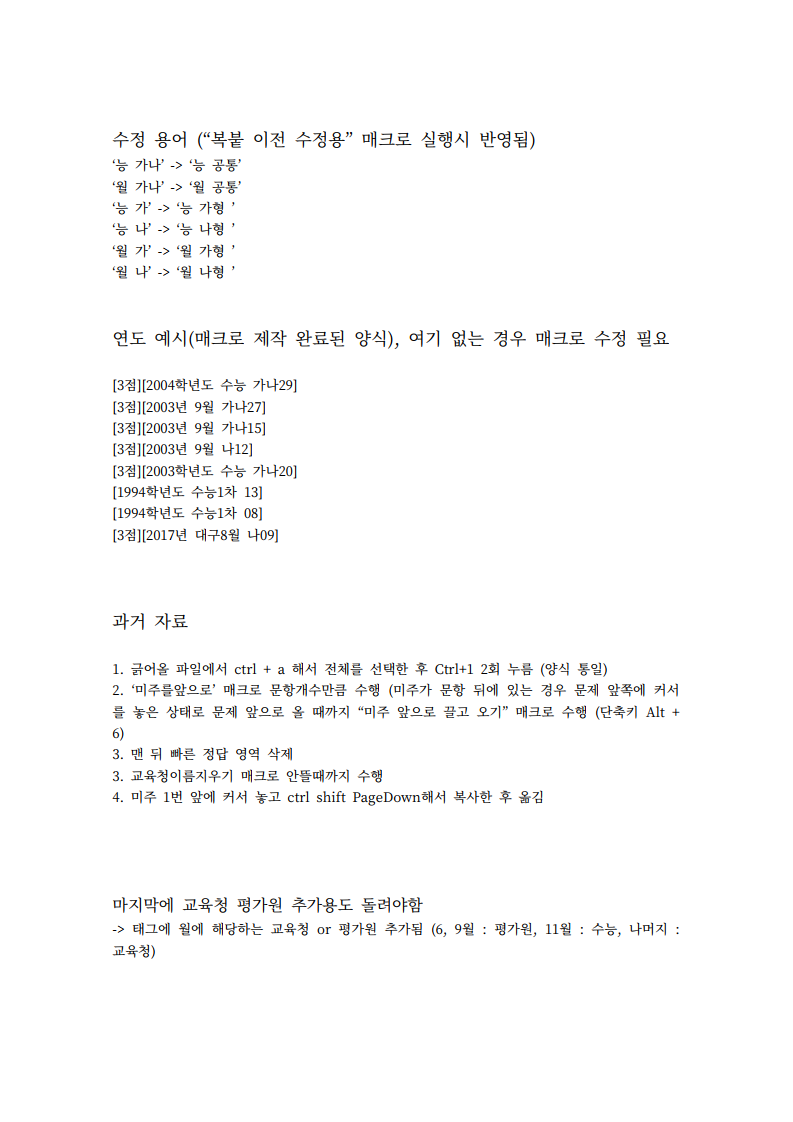 수정 용어 (“복붙 이전 수정용” 매크로 실행시 반영됨)
‘능 가나’ -> ‘능 공통’
‘월 가나’ -> ‘월 공통’
‘능 가’ -> ‘능 가형 ’
‘능 나’ -> ‘능 나형 ’
‘월 가’ -> ‘월 가형 ’
‘월 나’ -> ‘월 나형 ’
연도 예시(매크로 제작 완료된 양식), 여기 없는 경우 매크로 수정 필요
[3점][2004학년도 수능 가나29]
[3점][2003년 9월 가나27]
[3점][2003년 9월 가나15]
[3점][2003년 9월 나12]
[3점][2003학년도 수능 가나20]
[1994학년도 수능1차 13]
[1994학년도 수능1차 08]
[3점][2017년 대구8월 나09]
과거 자료
1. 긁어올 파일에서 ctrl + a 해서 전체를 선택한 후 Ctrl+1 2회 누름 (양식 통일)
2. ‘미주를앞으로’ 매크로 문항개수만큼 수행 (미주가 문항 뒤에 있는 경우 문제 앞쪽에 커서
를 놓은 상태로 문제 앞으로 올 때까지 “미주 앞으로 끌고 오기” 매크로 수행 (단축키 Alt +
6)
3. 맨 뒤 빠른 정답 영역 삭제
3. 교육청이름지우기 매크로 안뜰때까지 수행
4. 미주 1번 앞에 커서 놓고 ctrl shift PageDown해서 복사한 후 옮김
마지막에 교육청 평가원 추가용도 돌려야함
-> 태그에 월에 해당하는 교육청 or 평가원 추가됨 (6, 9월 : 평가원, 11월 : 수능, 나머지 :
교육청)